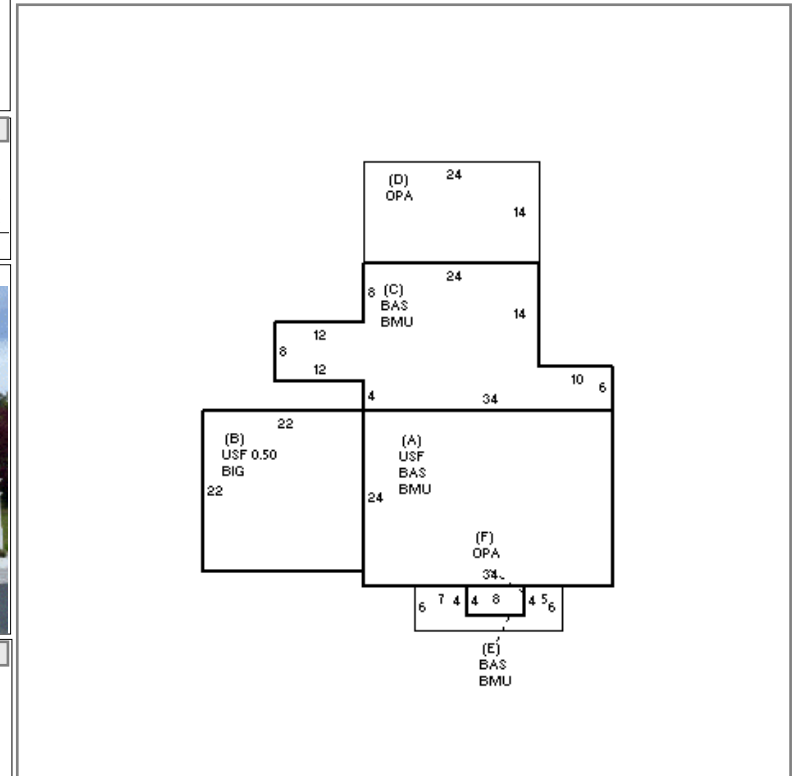 24
(D)
OPA
14
24
8 (C)
BAS
BMU
14
12
8
12
10
6
4
34
22
(B)
USF 0.50
BIG
22
(A)
USF
BAS
BMU
24
(F)
OPA
34
6 7 4 4 8 4 5 6
(E)
BAS
BMU